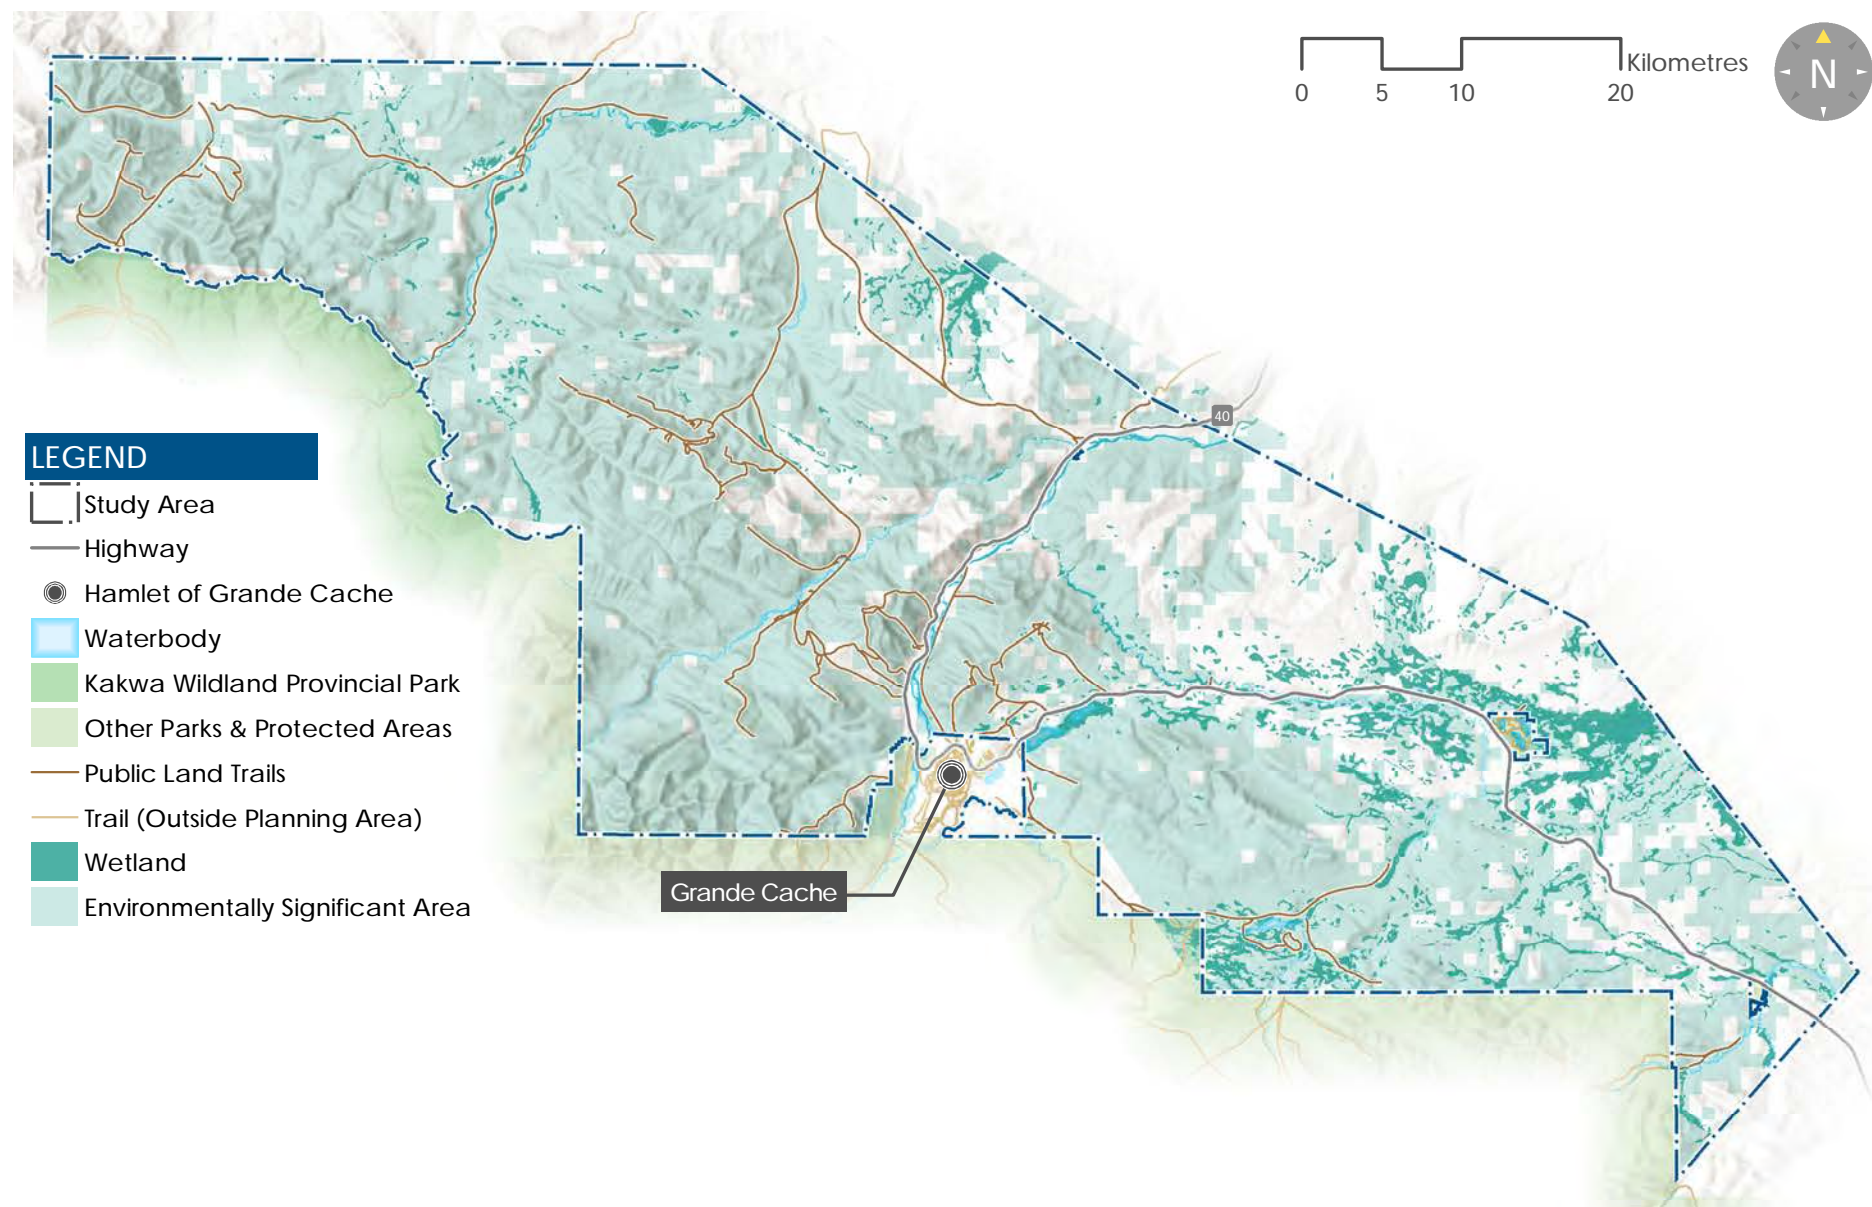 Kilometres
0 5 10 20
N
40
LEGEND
Study Area
Highway
Hamlet of Grande Cache
Waterbody
Kakwa Wildland Provincial Park
Other Parks & Protected Areas
Public Land Trails
Trail (Outside Planning Area)
Wetland
Environmentally Significant Area
Grande Cache